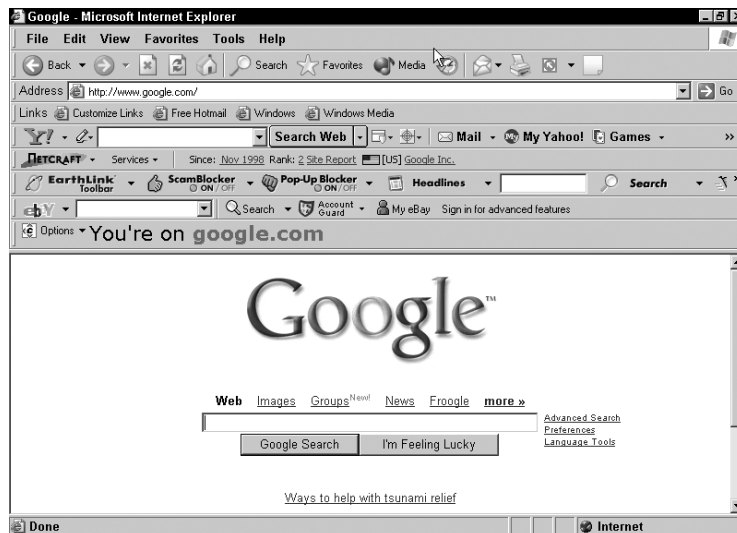 Google - Microsoft Internet Explorer
File Edit View Favorites Tools Help
Back Search Favorites Media
Address http://www.google.com/ Go
Links Customize Links Free Hotmail Windows Windows Media
Y! Search Web Mail My Yahoo! Games »
NETCRAFT Services Since: Nov 1998 Rank: 2 Site Report [US] Google Inc.
EarthLink Toolbar ScamBlocker ON/OFF Pop-Up Blocker ON/OFF Headlines Search
ebY Search Account Guard My eBay Sign in for advanced features
Options You're on google.com
Google™
Web Images Groups New! News Froogle more »
Advanced Search
Preferences
Language Tools
Google Search I'm Feeling Lucky
Ways to help with tsunami relief
Done Internet